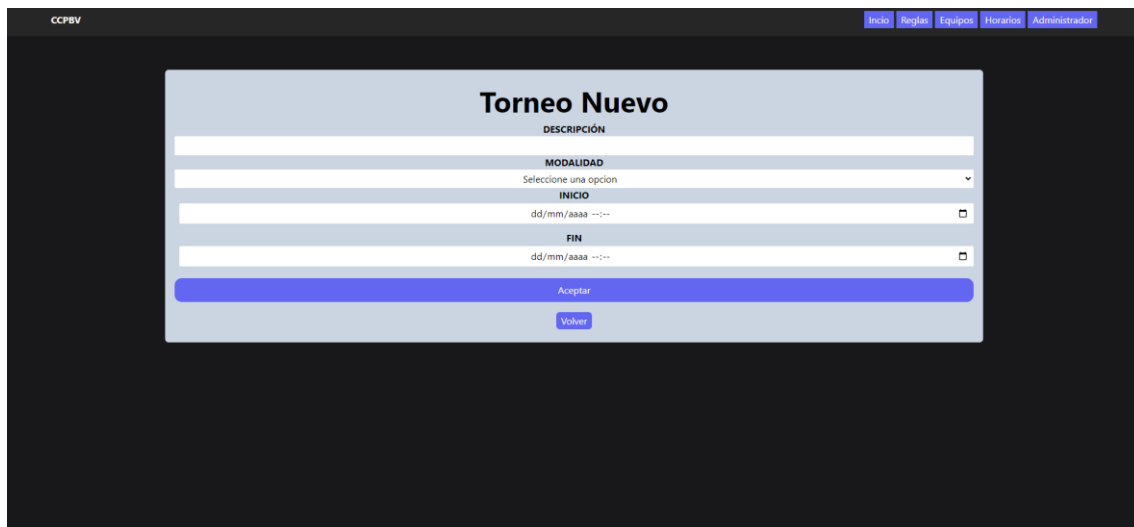 CCPBV
Incio Reglas Equipos Horarios Administrador
Torneo Nuevo
DESCRIPCIÓN
MODALIDAD
Seleccione una opcion
INICIO
dd/mm/aaaa --:--
FIN
dd/mm/aaaa --:--
Aceptar
Volver